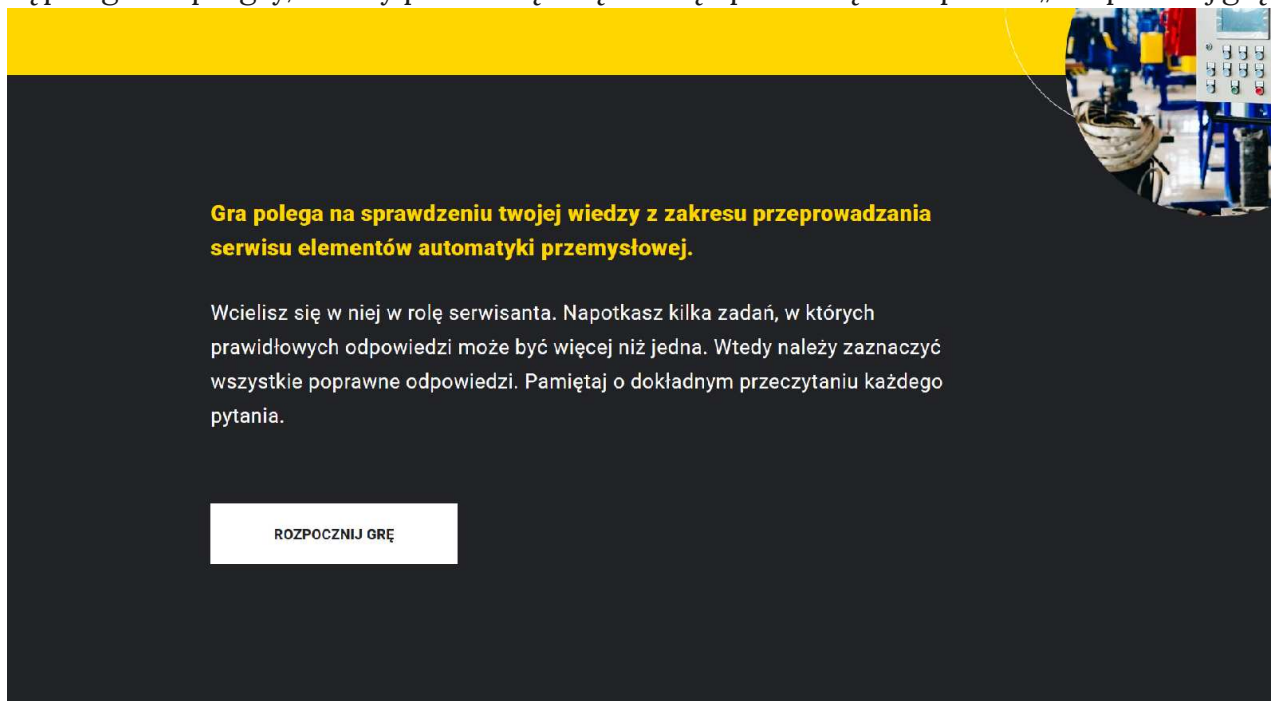 Gra polega na sprawdzeniu twojej wiedzy z zakresu przeprowadzania
serwisu elementów automatyki przemysłowej.
Wcielisz się w niej w rolę serwisanta. Napotkasz kilka zadań, w których
prawidłowych odpowiedzi może być więcej niż jedna. Wtedy należy zaznaczyć
wszystkie poprawne odpowiedzi. Pamiętaj o dokładnym przeczytaniu każdego
pytania.
ROZPOCZNIJ GRĘ